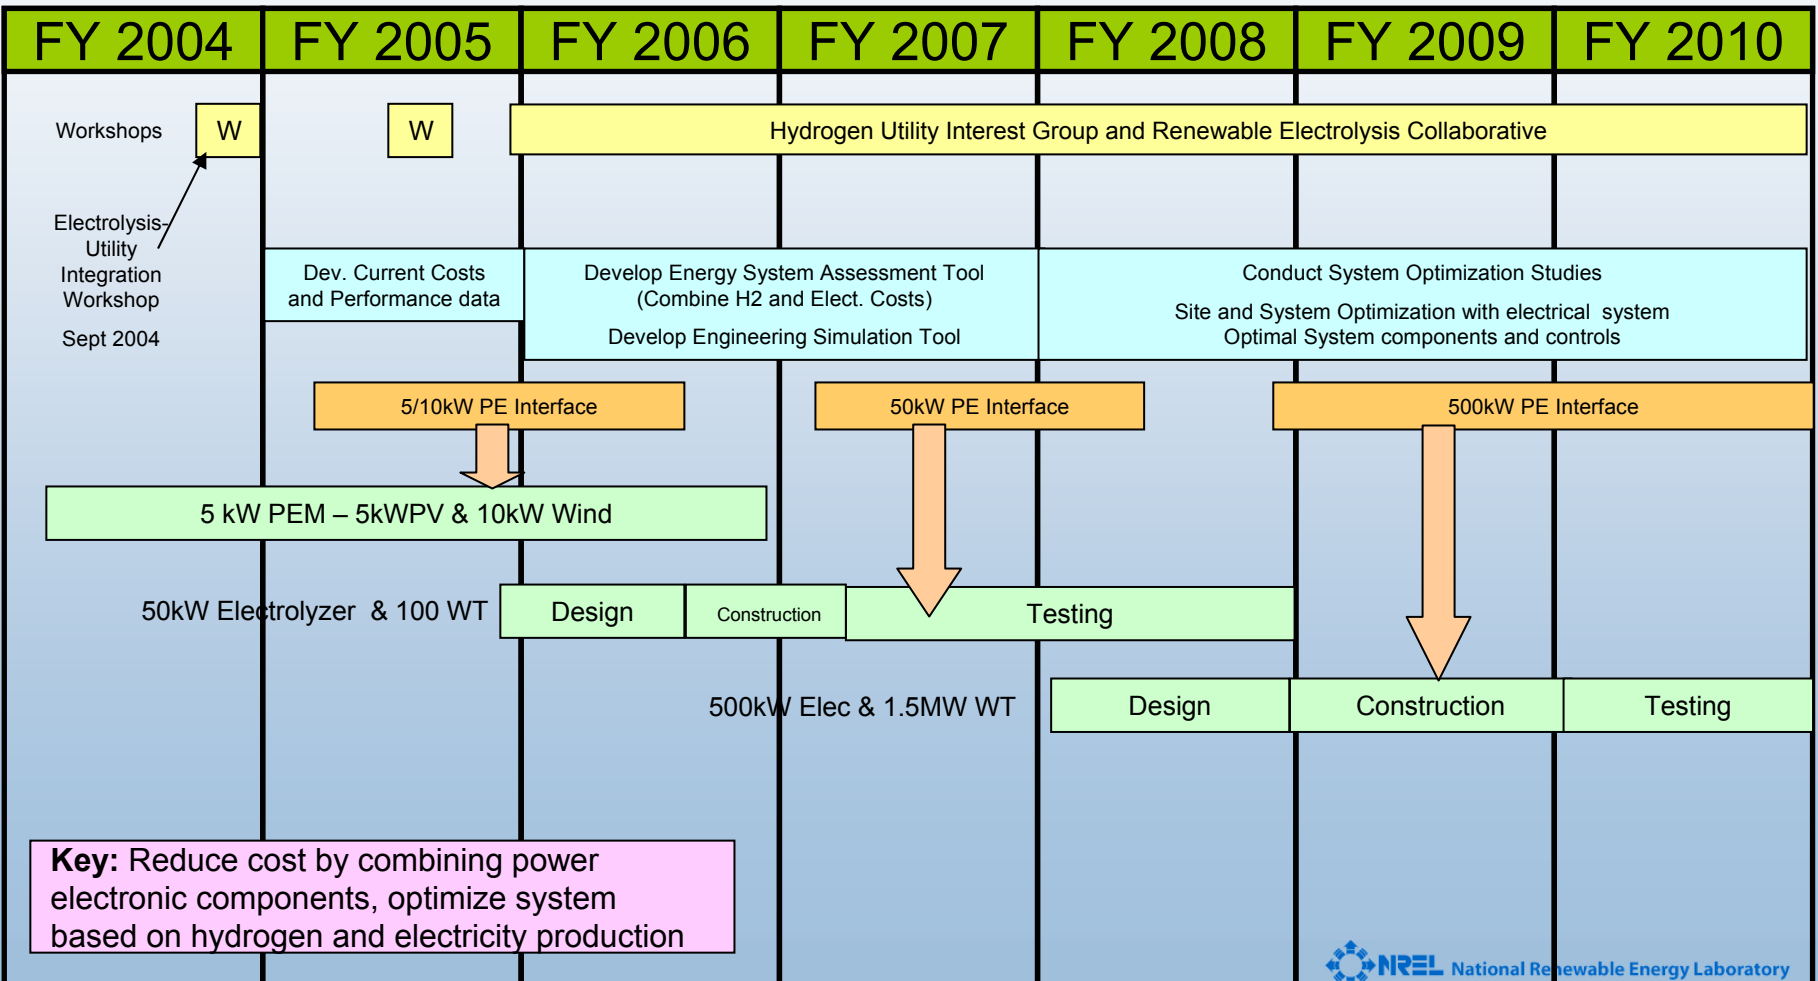 FY 2004 FY 2005 FY 2006 FY 2007 FY 2008 FY 2009 FY 2010
Workshops
W
W
Hydrogen Utility Interest Group and Renewable Electrolysis Collaborative
Electrolysis-
Utility
Integration
Workshop
Sept 2004
Dev. Current Costs
and Performance data
Develop Energy System Assessment Tool
(Combine H2 and Elect. Costs)
Develop Engineering Simulation Tool
Conduct System Optimization Studies
Site and System Optimization with electrical system
Optimal System components and controls
5/10kW PE Interface
50kW PE Interface
500kW PE Interface
5 kW PEM – 5kWPV & 10kW Wind
50kW Electrolyzer & 100 WT
Design
Construction
Testing
500kW Elec & 1.5MW WT
Design
Construction
Testing
Key: Reduce cost by combining power
electronic components, optimize system
based on hydrogen and electricity production
NREL National Renewable Energy Laboratory